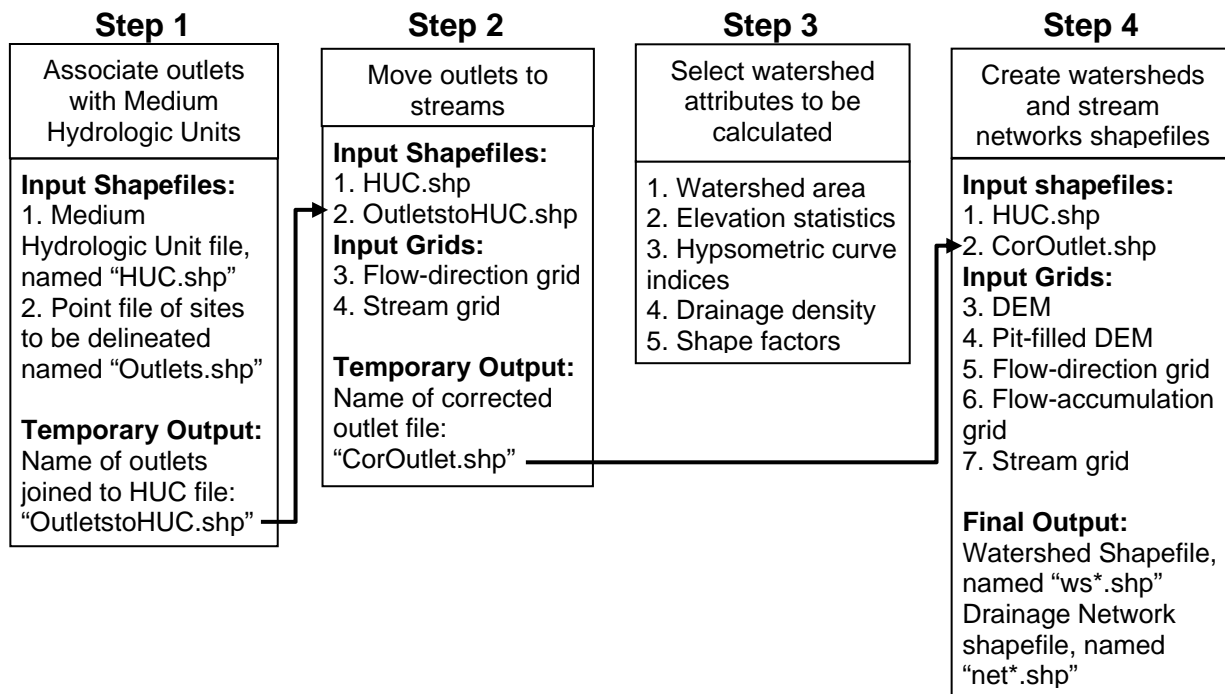 Step 1
Associate outlets
with Medium
Hydrologic Units
Input Shapefiles:
1. Medium
Hydrologic Unit file,
named “HUC.shp”
2. Point file of sites
to be delineated
named “Outlets.shp”
Temporary Output:
Name of outlets
joined to HUC file:
“OutletstoHUC.shp”
Step 2
Move outlets to
streams
Input Shapefiles:
1. HUC.shp
2. OutletstoHUC.shp
Input Grids:
3. Flow-direction grid
4. Stream grid
Temporary Output:
Name of corrected
outlet file:
“CorOutlet.shp”
Step 3
Select watershed
attributes to be
calculated
1. Watershed area
2. Elevation statistics
3. Hypsometric curve
indices
4. Drainage density
5. Shape factors
Step 4
Create watersheds
and stream
networks shapefiles
Input shapefiles:
1. HUC.shp
2. CorOutlet.shp
Input Grids:
3. DEM
4. Pit-filled DEM
5. Flow-direction grid
6. Flow-accumulation
grid
7. Stream grid
Final Output:
Watershed Shapefile,
named “ws*.shp”
Drainage Network
shapefile, named
“net*.shp”